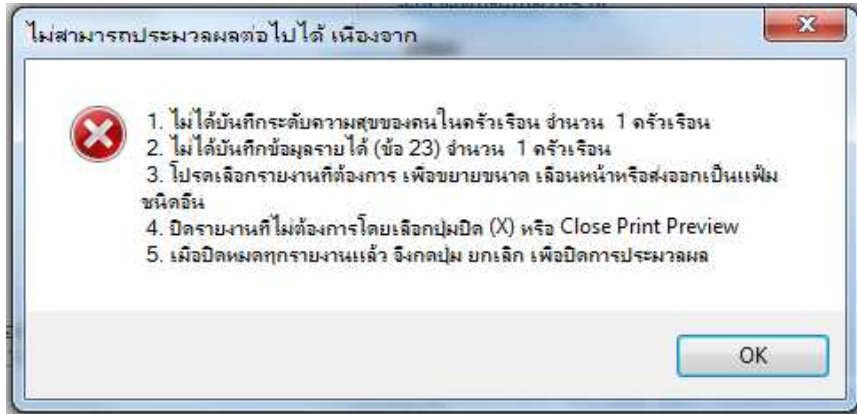 ไม่สามารถประมวลผลต่อไปได้ เนื่องจาก
1. ไม่ได้บันทึกระดับความสุขของคนในครัวเรือน จำนวน 1 ครัวเรือน
2. ไม่ได้บันทึกข้อมูลรายได้ (ข้อ 23) จำนวน 1 ครัวเรือน
3. โปรดเลือกรายงานที่ต้องการ เพื่อขยายขนาด เลื่อนหน้าหรือส่งออกเป็นแฟ้ม
ชนิดอื่น
4. ปิดรายงานที่ไม่ต้องการโดยเลือกปุ่มปิด (X) หรือ Close Print Preview
5. เมื่อปิดหมดทุกรายงานแล้ว จึงกดปุ่ม ยกเลิก เพื่อปิดการประมวลผล
OK